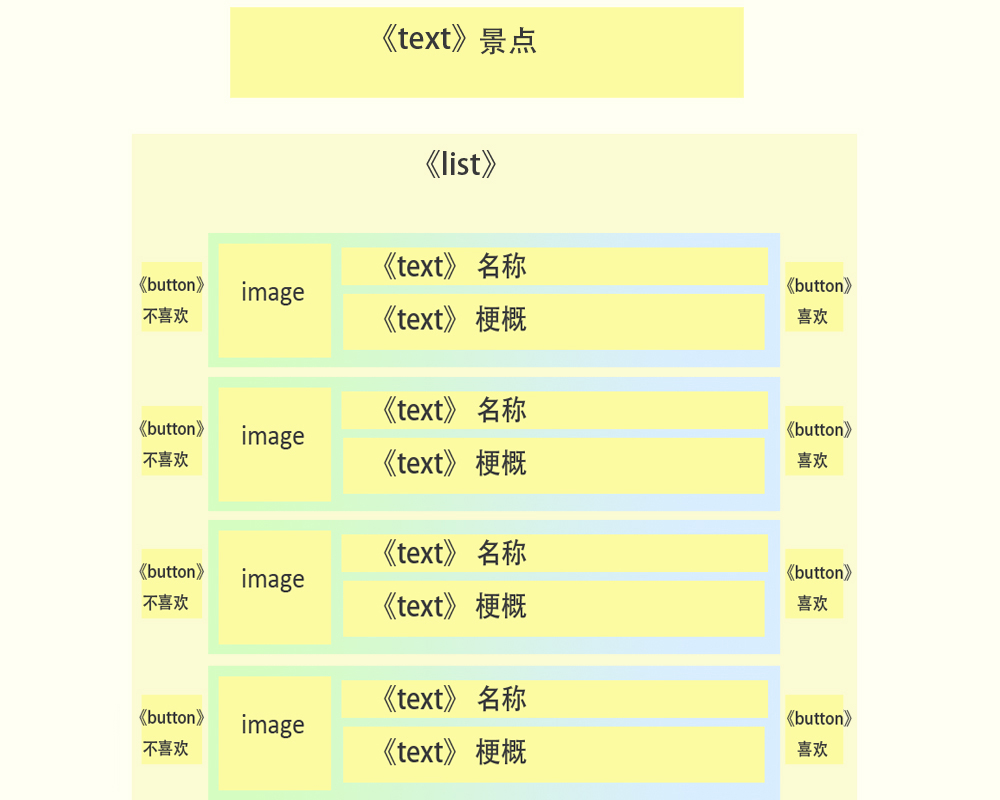 《text》景点
《list》
《button》
不喜欢
image
《text》 名称
《text》 梗概
《button》
喜欢
《button》
不喜欢
image
《text》 名称
《text》 梗概
《button》
喜欢
《button》
不喜欢
image
《text》 名称
《text》 梗概
《button》
喜欢
《button》
不喜欢
image
《text》 名称
《text》 梗概
《button》
喜欢